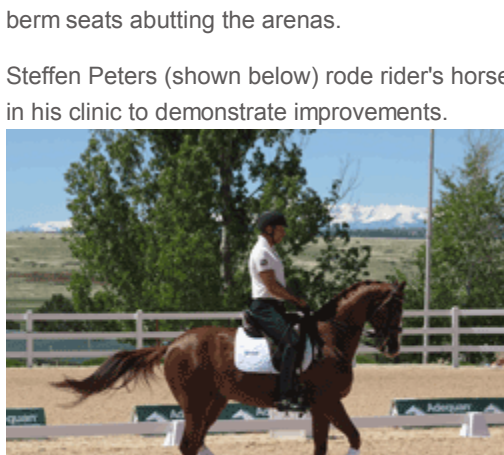 berm seats abutting the arenas.
Steffen Peters (shown below) rode rider's horse
in his clinic to demonstrate improvements.
Adequan
Adequan